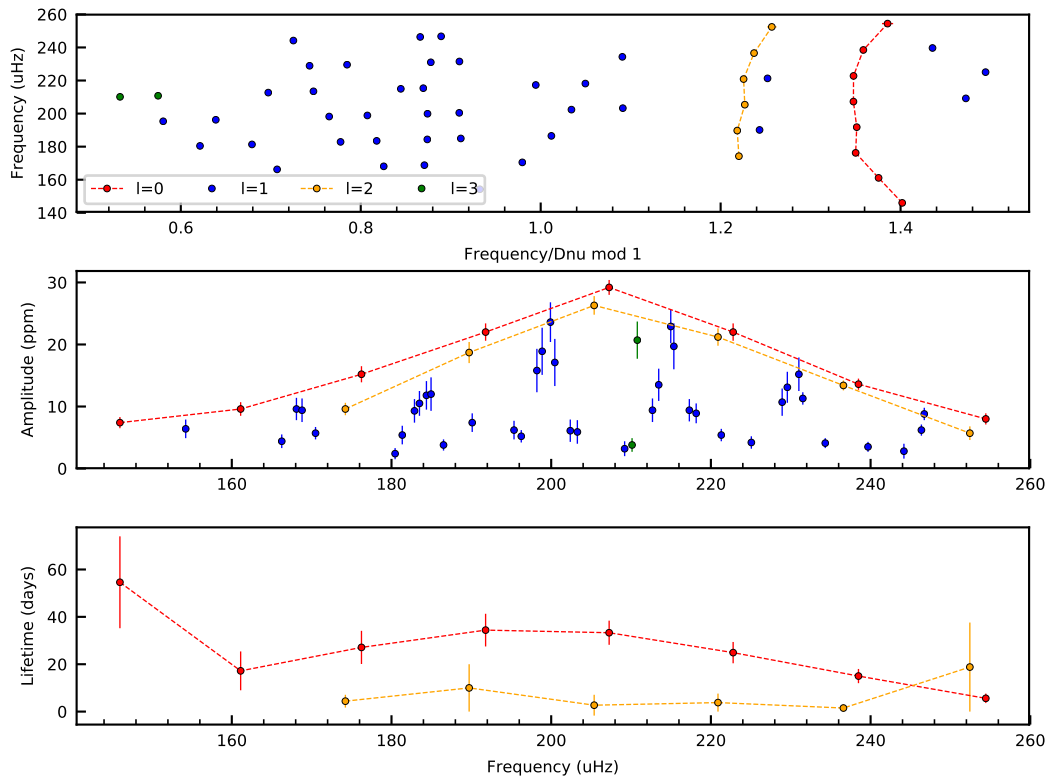 260
240
220
200
180
160
140
Frequency (uHz)
l=0 l=1 l=2 l=3
0.6 0.8 1.0 1.2 1.4
Frequency/Dnu mod 1
30
20
10
0
Amplitude (ppm)
160 180 200 220 240 260
60
40
20
0
Lifetime (days)
160 180 200 220 240 260
Frequency (uHz)